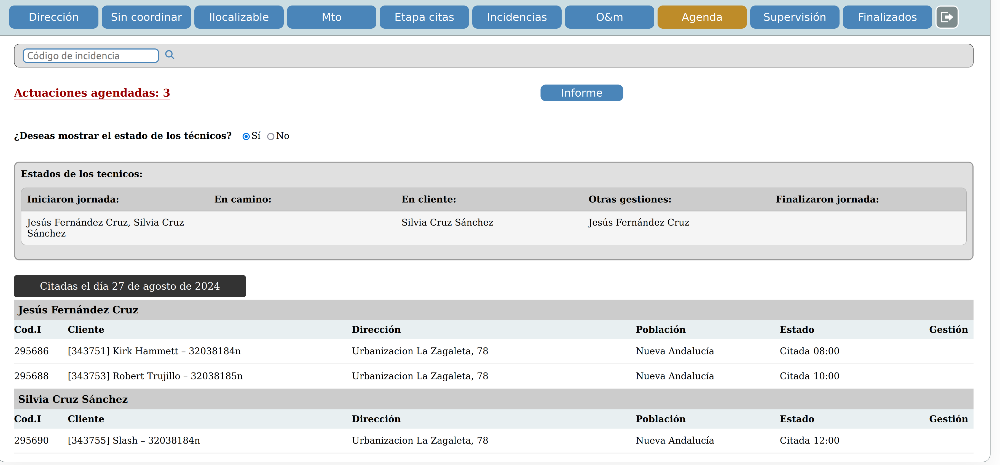 Dirección Sin coordinar Ilocalizable Mto Etapa citas Incidencias O&m Agenda Supervisión Finalizados
Código de incidencia
Actuaciones agendadas: 3 Informe
¿Deseas mostrar el estado de los técnicos? Sí No
Estados de los tecnicos:
Iniciaron jornada: En camino: En cliente: Otras gestiones: Finalizaron jornada:
Jesús Fernández Cruz, Silvia Cruz Silvia Cruz Sánchez Jesús Fernández Cruz
Sánchez
Citadas el día 27 de agosto de 2024
Jesús Fernández Cruz
Cod.I Cliente Dirección Población Estado Gestión
295686 [343751] Kirk Hammett – 32038184n Urbanizacion La Zagaleta, 78 Nueva Andalucía Citada 08:00
295688 [343753] Robert Trujillo – 32038185n Urbanizacion La Zagaleta, 78 Nueva Andalucía Citada 10:00
Silvia Cruz Sánchez
Cod.I Cliente Dirección Población Estado Gestión
295690 [343755] Slash – 32038184n Urbanizacion La Zagaleta, 78 Nueva Andalucía Citada 12:00